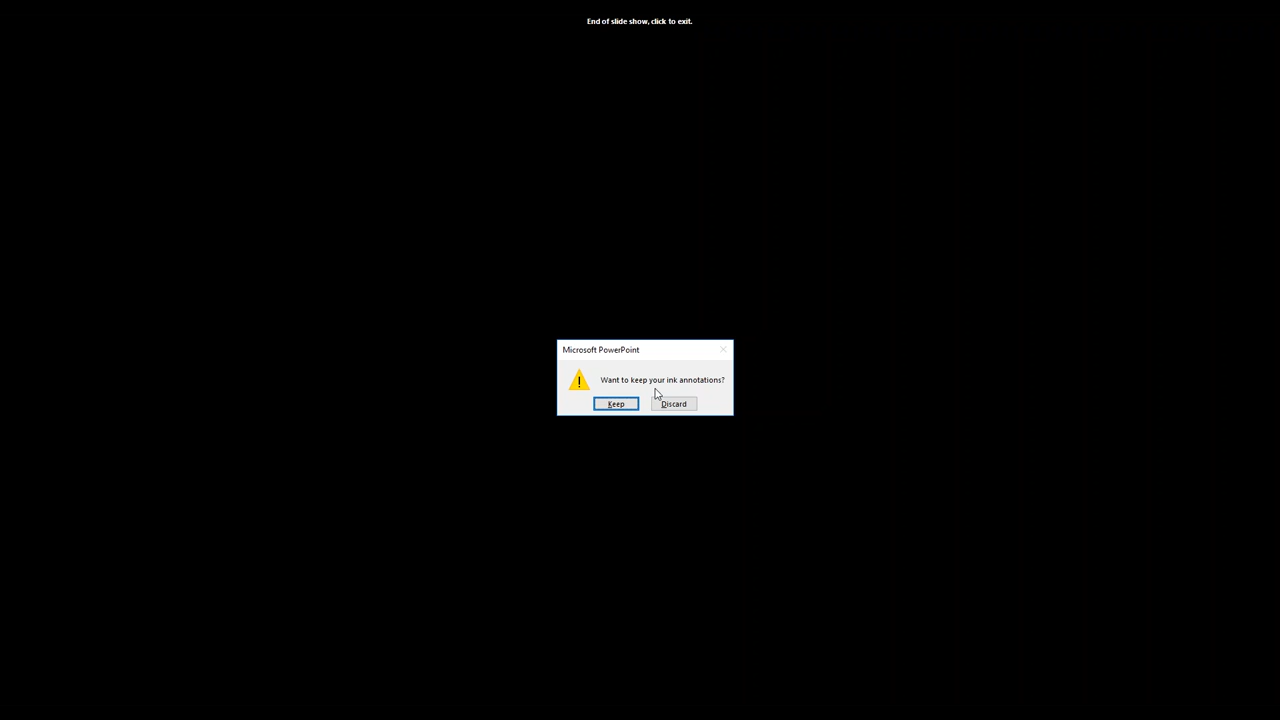 End of slide show, click to exit.
Microsoft PowerPoint
Want to keep your ink annotations?
Keep
Discard